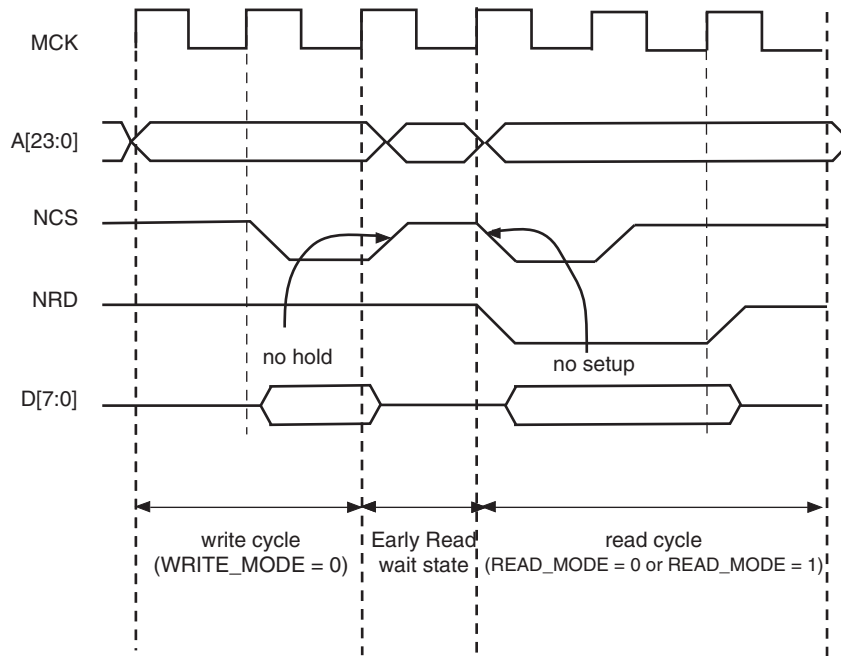 MCK
A[23:0]
NCS
NRD
no hold
no setup
D[7:0]
write cycle
(WRITE_MODE = 0)
Early Read
wait state
read cycle
(READ_MODE = 0 or READ_MODE = 1)